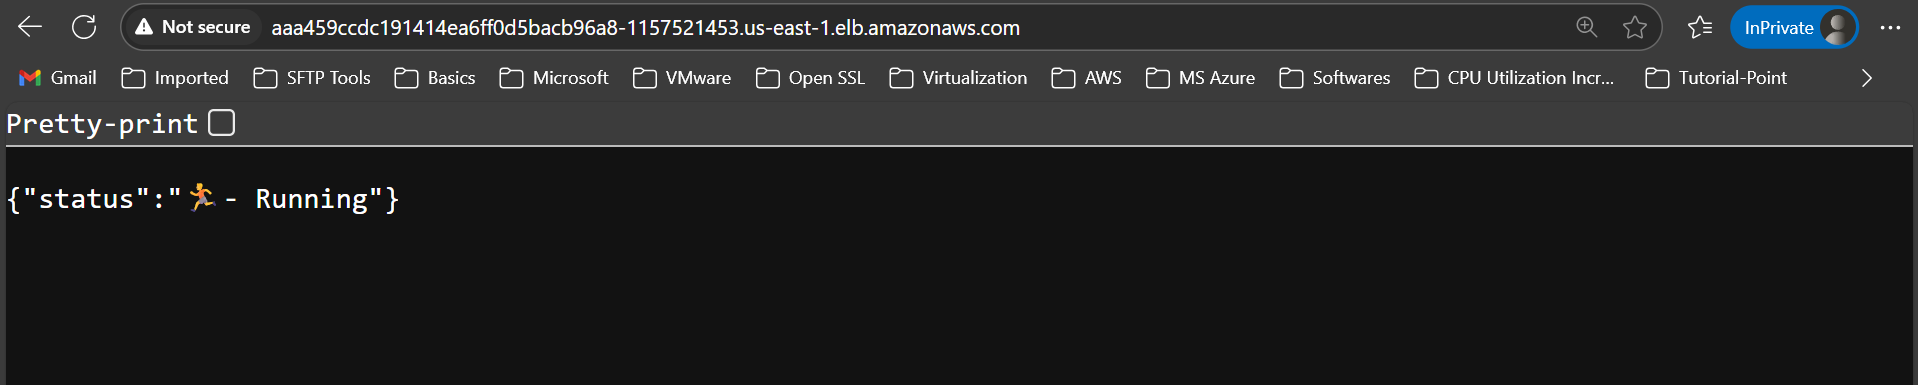 Not secure aaa459ccdc191414ea6ff0d5bacb96a8-1157521453.us-east-1.elb.amazonaws.com InPrivate
Gmail Imported SFTP Tools Basics Microsoft VMware Open SSL Virtualization AWS MS Azure Softwares CPU Utilization Incr... Tutorial-Point
Pretty-print
{"status":"🏃- Running"}